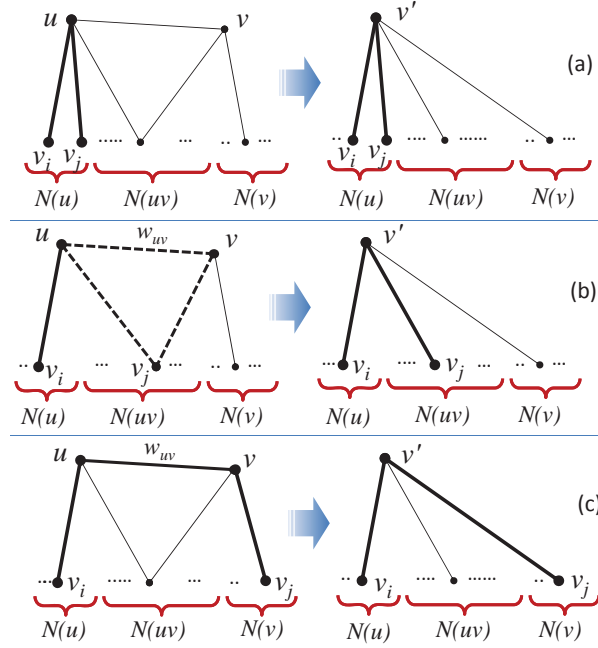 u v v'
(a)
..... ... .. ... .. .... ...... .. ...
v_i v_j v_i v_j
N(u) N(uv) N(v) N(u) N(uv) N(v)
u w_uv v v'
(b)
.. v_i ... v_j .... .. ... .. v_i .... v_j ... .. ...
N(u) N(uv) N(v) N(u) N(uv) N(v)
u w_uv v v'
(c)
.... v_i ..... ... .. v_j .. v_i .... ...... .. v_j
N(u) N(uv) N(v) N(u) N(uv) N(v)